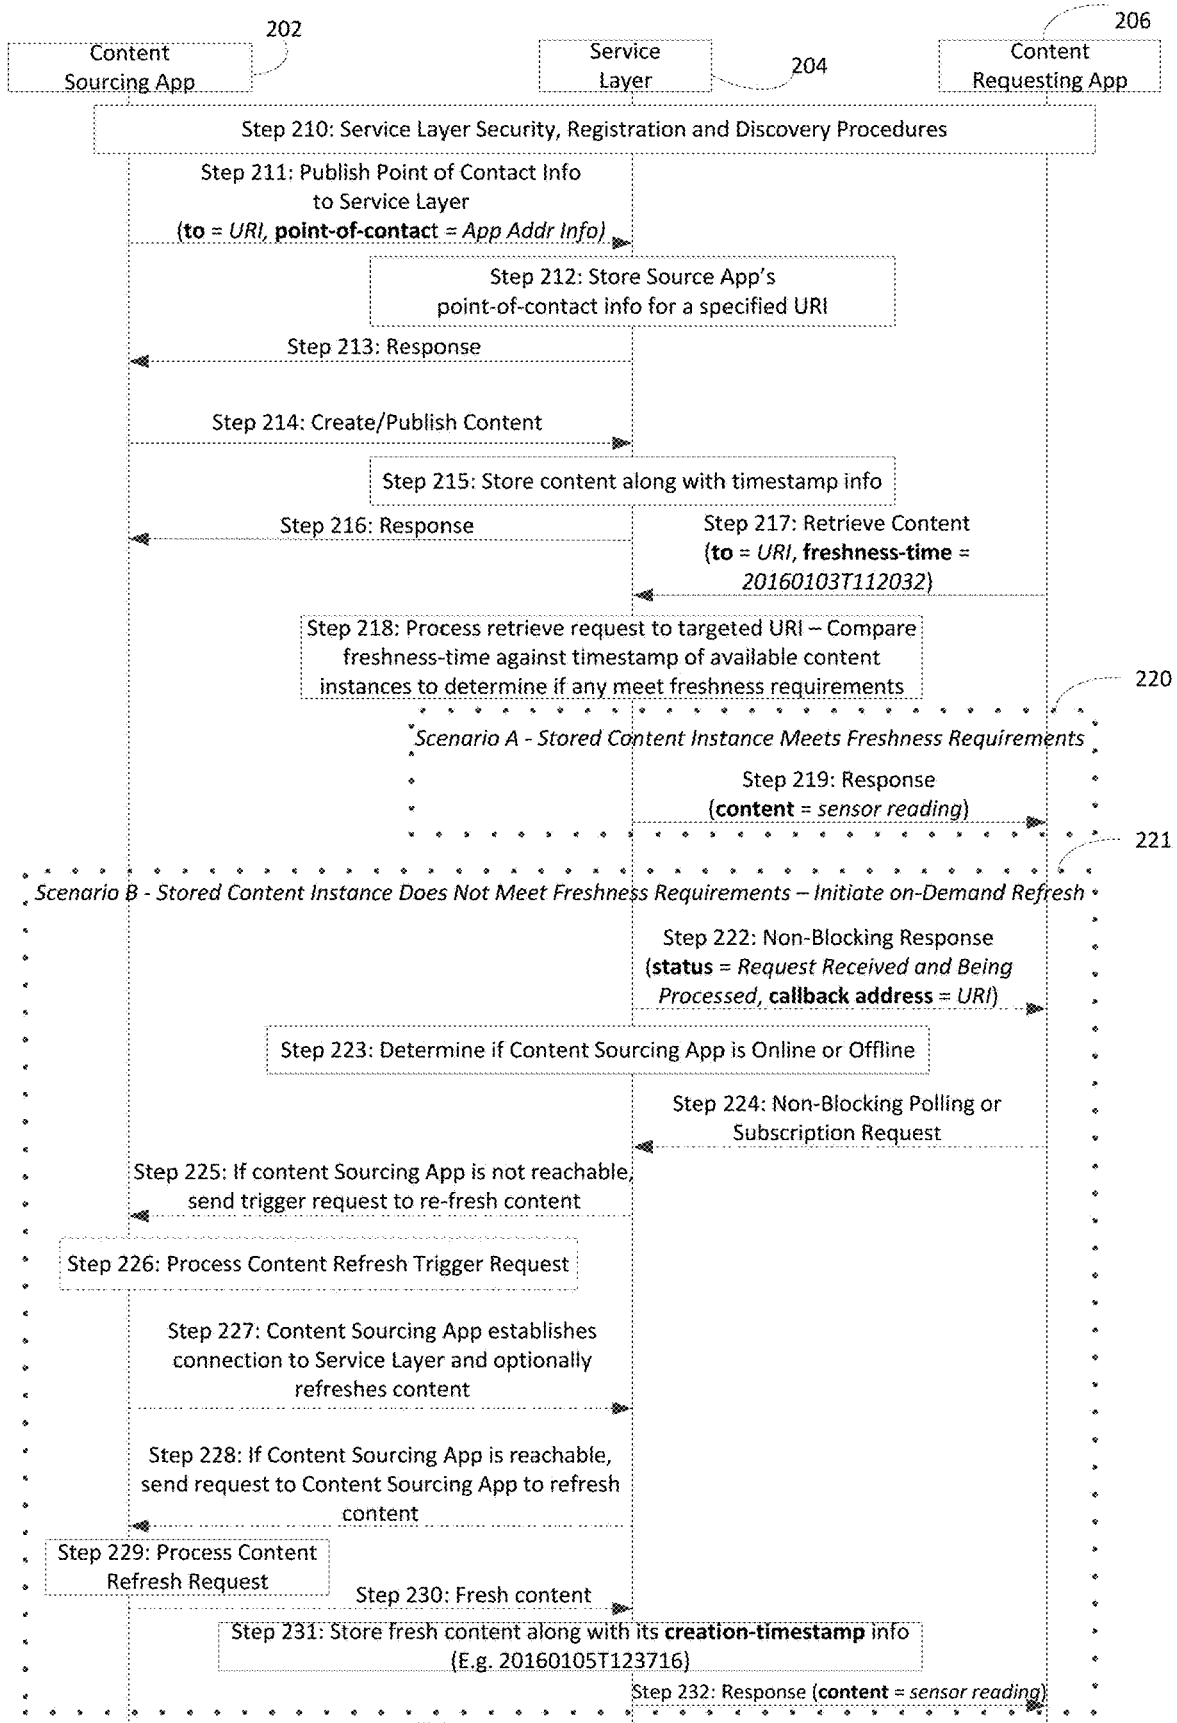 202
206
Content
Sourcing App
Service
Layer
204
Content
Requesting App
Step 210: Service Layer Security, Registration and Discovery Procedures
Step 211: Publish Point of Contact Info
to Service Layer
(to = URI, point-of-contact = App Addr Info)
Step 212: Store Source App's
point-of-contact info for a specified URI
Step 213: Response
Step 214: Create/Publish Content
Step 215: Store content along with timestamp info
Step 216: Response
Step 217: Retrieve Content
(to = URI, freshness-time =
20160103T112032)
Step 218: Process retrieve request to targeted URI – Compare
freshness-time against timestamp of available content
instances to determine if any meet freshness requirements
220
Scenario A - Stored Content Instance Meets Freshness Requirements
Step 219: Response
(content = sensor reading)
221
Scenario B - Stored Content Instance Does Not Meet Freshness Requirements – Initiate on-Demand Refresh
Step 222: Non-Blocking Response
(status = Request Received and Being
Processed, callback address = URI)
Step 223: Determine if Content Sourcing App is Online or Offline
Step 224: Non-Blocking Polling or
Subscription Request
Step 225: If content Sourcing App is not reachable,
send trigger request to re-fresh content
Step 226: Process Content Refresh Trigger Request
Step 227: Content Sourcing App establishes
connection to Service Layer and optionally
refreshes content
Step 228: If Content Sourcing App is reachable,
send request to Content Sourcing App to refresh
content
Step 229: Process Content
Refresh Request
Step 230: Fresh content
Step 231: Store fresh content along with its creation-timestamp info
(E.g. 20160105T123716)
Step 232: Response (content = sensor reading)